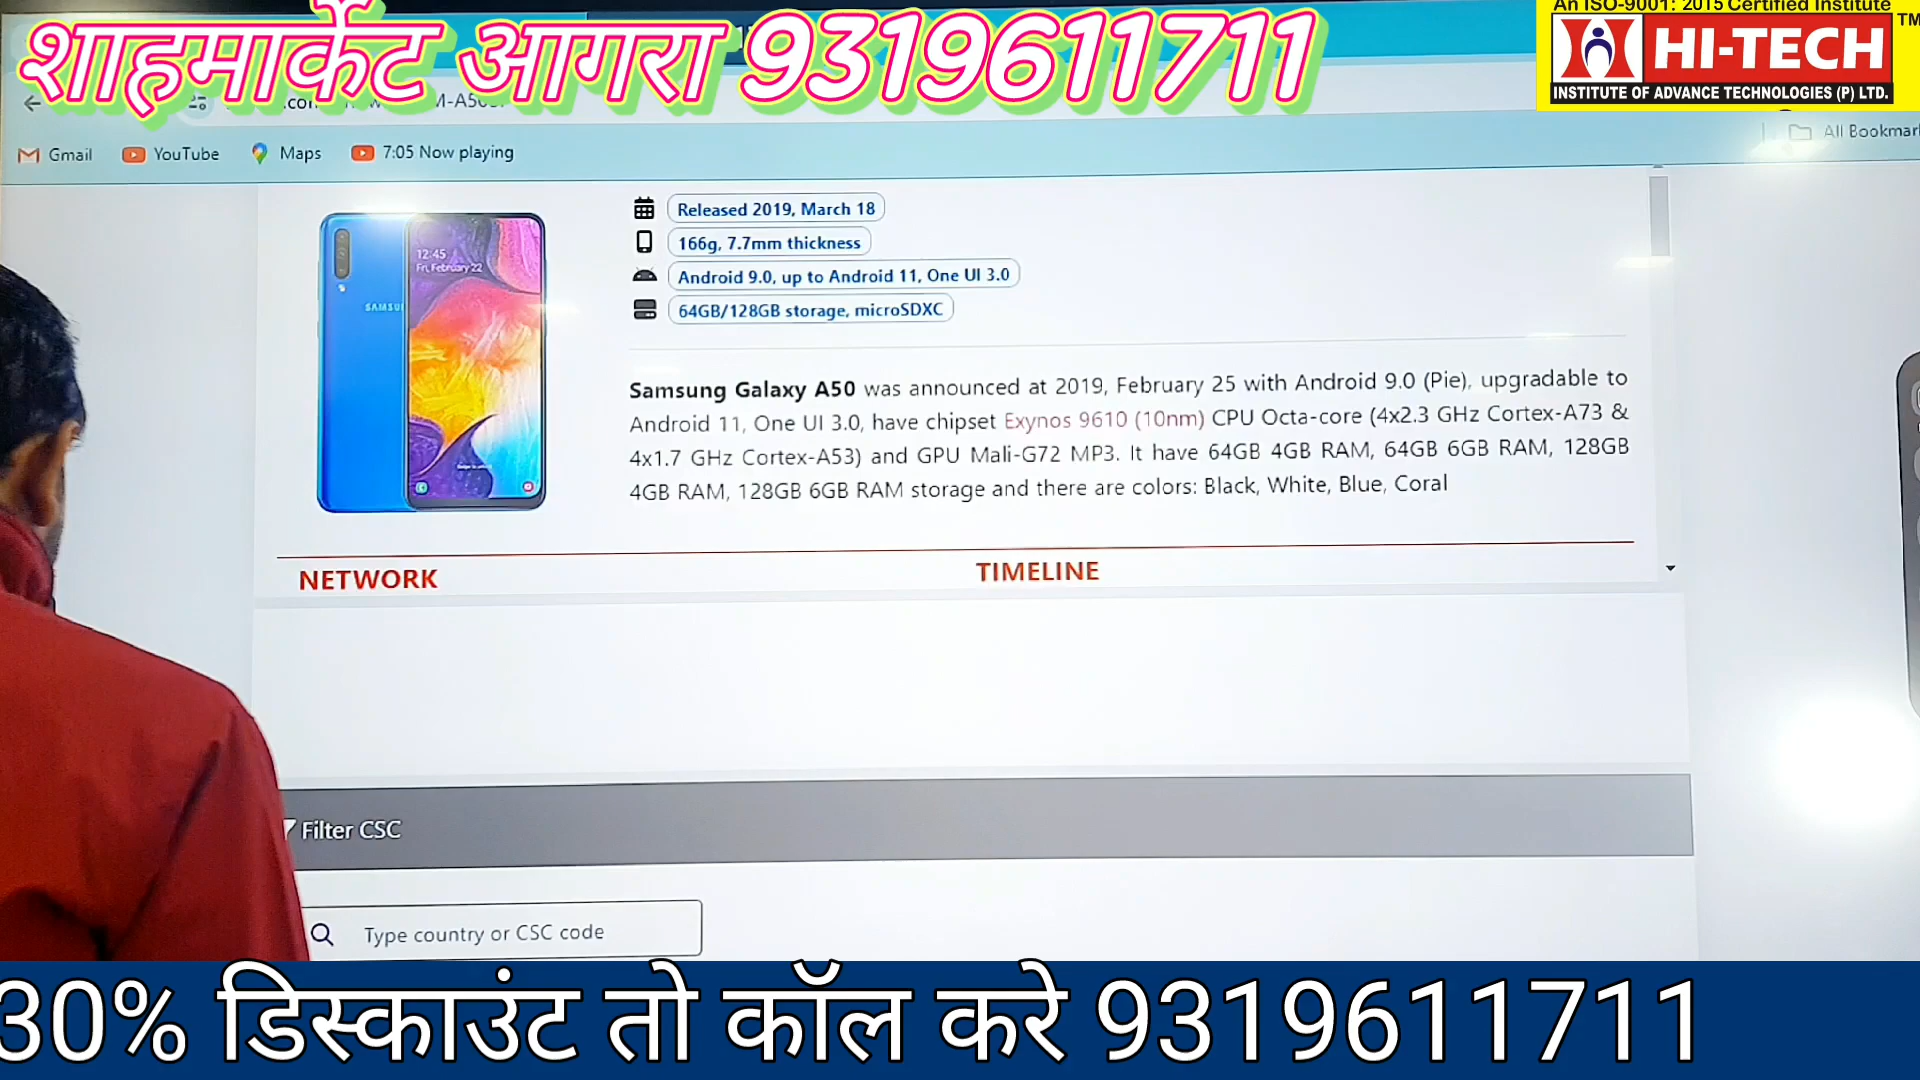 An ISO-9001: 2015 Certified Institute
शाहमार्केट आगरा 9319611711
HI-TECH
TM
INSTITUTE OF ADVANCE TECHNOLOGIES (P) LTD.
All Bookmar
Gmail
YouTube
Maps
7:05 Now playing
Released 2019, March 18
166g, 7.7mm thickness
Android 9.0, up to Android 11, One UI 3.0
64GB/128GB storage, microSDXC
12:45
Fri, February 22
SAMSU
Samsung Galaxy A50 was announced at 2019, February 25 with Android 9.0 (Pie), upgradable to
Android 11, One UI 3.0, have chipset Exynos 9610 (10nm) CPU Octa-core (4x2.3 GHz Cortex-A73 &
4x1.7 GHz Cortex-A53) and GPU Mali-G72 MP3. It have 64GB 4GB RAM, 64GB 6GB RAM, 128GB
4GB RAM, 128GB 6GB RAM storage and there are colors: Black, White, Blue, Coral
NETWORK
TIMELINE
Filter CSC
Type country or CSC code
30% डिस्काउंट तो कॉल करे 9319611711